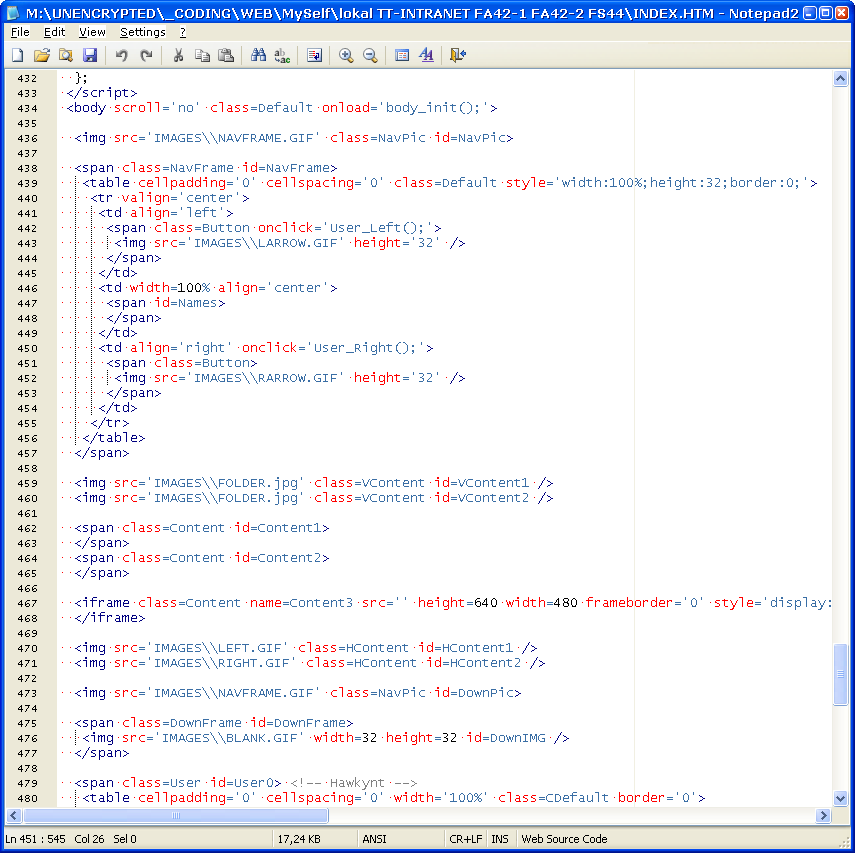 M:\UNENCRYPTED\_CODING\WEB\MySelf\lokal TT-INTRANET FA42-1 FA42-2 FS44\INDEX.HTM - Notepad2
File Edit View Settings ?
432 };
433 </script>
434 <body scroll='no' class=Default onload='body_init();'>
435
436 <img src='IMAGES\\NAVFRAME.GIF' class=NavPic id=NavPic>
437
438 <span class=NavFrame id=NavFrame>
439 <table cellpadding='0' cellspacing='0' class=Default style='width:100%;height:32;border:0;'>
440 <tr valign='center'>
441 <td align='left'>
442 <span class=Button onclick='User_Left();'>
443 <img src='IMAGES\\LARROW.GIF' height='32' />
444 </span>
445 </td>
446 <td width=100% align='center'>
447 <span id=Names>
448 </span>
449 </td>
450 <td align='right' onclick='User_Right();'>
451 <span class=Button>
452 <img src='IMAGES\\RARROW.GIF' height='32' />
453 </span>
454 </td>
455 </tr>
456 </table>
457 </span>
458
459 <img src='IMAGES\\FOLDER.jpg' class=VContent id=VContent1 />
460 <img src='IMAGES\\FOLDER.jpg' class=VContent id=VContent2 />
461
462 <span class=Content id=Content1>
463 </span>
464 <span class=Content id=Content2>
465 </span>
466
467 <iframe class=Content name=Content3 src='' height=640 width=480 frameborder='0' style='display:
468 </iframe>
469
470 <img src='IMAGES\\LEFT.GIF' class=HContent id=HContent1 />
471 <img src='IMAGES\\RIGHT.GIF' class=HContent id=HContent2 />
472
473 <img src='IMAGES\\NAVFRAME.GIF' class=NavPic id=DownPic>
474
475 <span class=DownFrame id=DownFrame>
476 <img src='IMAGES\\BLANK.GIF' width=32 height=32 id=DownIMG />
477 </span>
478
479 <span class=User id=User0> <!-- Hawkynt -->
480 <table cellpadding='0' cellspacing='0' width='100%' class=CDefault border='0'>
Ln 451 : 545 Col 26 Sel 0 17,24 KB ANSI CR+LF INS Web Source Code